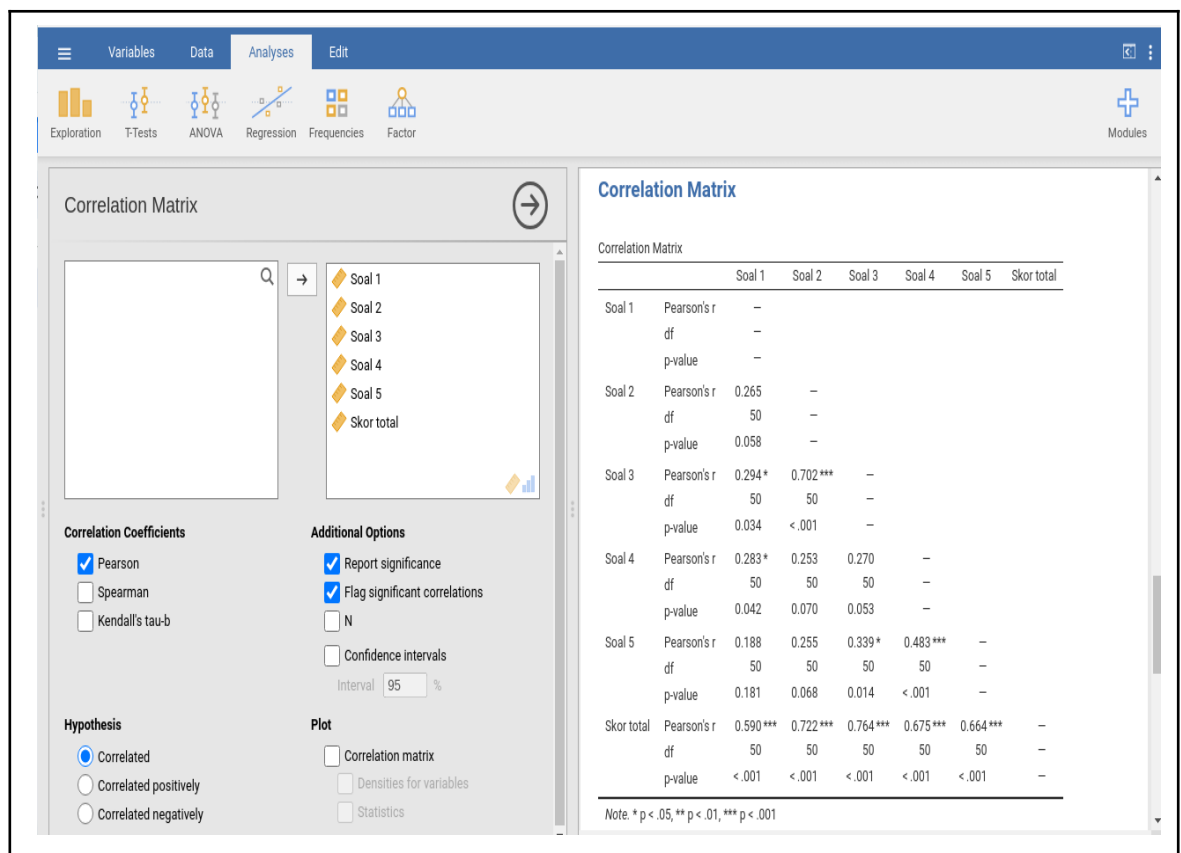 Variables Data Analyses Edit
Exploration T-Tests ANOVA Regression Frequencies Factor Modules
Correlation Matrix
Soal 1
Soal 2
Soal 3
Soal 4
Soal 5
Skor total
Correlation Coefficients
Pearson
Spearman
Kendall's tau-b
Additional Options
Report significance
Flag significant correlations
N
Confidence intervals
Interval 95 %
Hypothesis
Correlated
Correlated positively
Correlated negatively
Plot
Correlation matrix
Densities for variables
Statistics
Correlation Matrix
Correlation Matrix
Soal 1 Soal 2 Soal 3 Soal 4 Soal 5 Skor total
Soal 1 Pearson's r —
df —
p-value —
Soal 2 Pearson's r 0.265 —
df 50 —
p-value 0.058 —
Soal 3 Pearson's r 0.294 * 0.702 *** —
df 50 50 —
p-value 0.034 < .001 —
Soal 4 Pearson's r 0.283 * 0.253 0.270 —
df 50 50 50 —
p-value 0.042 0.070 0.053 —
Soal 5 Pearson's r 0.188 0.255 0.339 * 0.483 *** —
df 50 50 50 50 —
p-value 0.181 0.068 0.014 < .001 —
Skor total Pearson's r 0.590 *** 0.722 *** 0.764 *** 0.675 *** 0.664 *** —
df 50 50 50 50 50 —
p-value < .001 < .001 < .001 < .001 < .001 —
Note. * p < .05, ** p < .01, *** p < .001